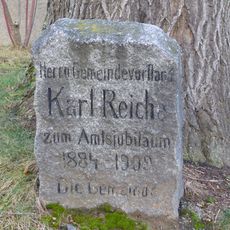 Herrn Gemeindevorstand
Karl Reiche
zum Amtsjubiläum
1884-1909
Die Gemeinde